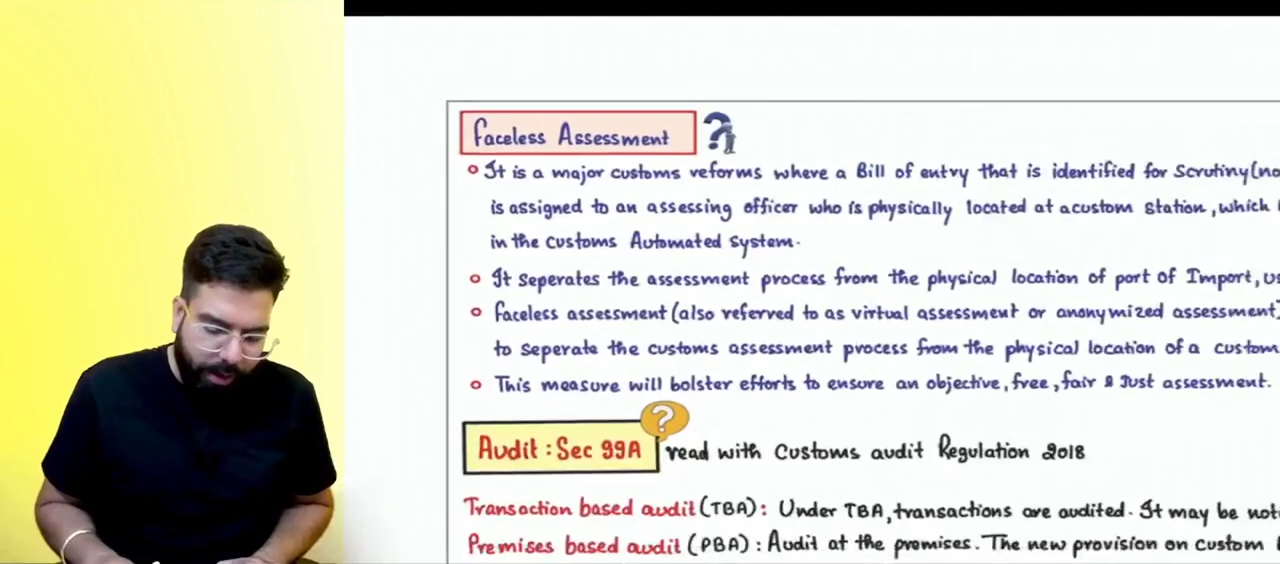 Faceless Assessment
It is a major customs reforms where a Bill of entry that is identified for Scrutiny(no
is assigned to an assessing officer who is physically located at a custom station, which
in the customs Automated system.
It seperates the assessment process from the physical location of port of Import, us
faceless assessment (also referred to as virtual assessment or anonymized assessment)
to seperate the customs assessment process from the physical location of a custom
This measure will bolster efforts to ensure an objective, free, fair & Just assessment.
?
Audit : Sec 99A read with Customs audit Regulation 2018
Transaction based audit (TBA): Under TBA, transactions are audited. It may be not
Premises based audit (PBA) : Audit at the premises. The new provision on custom